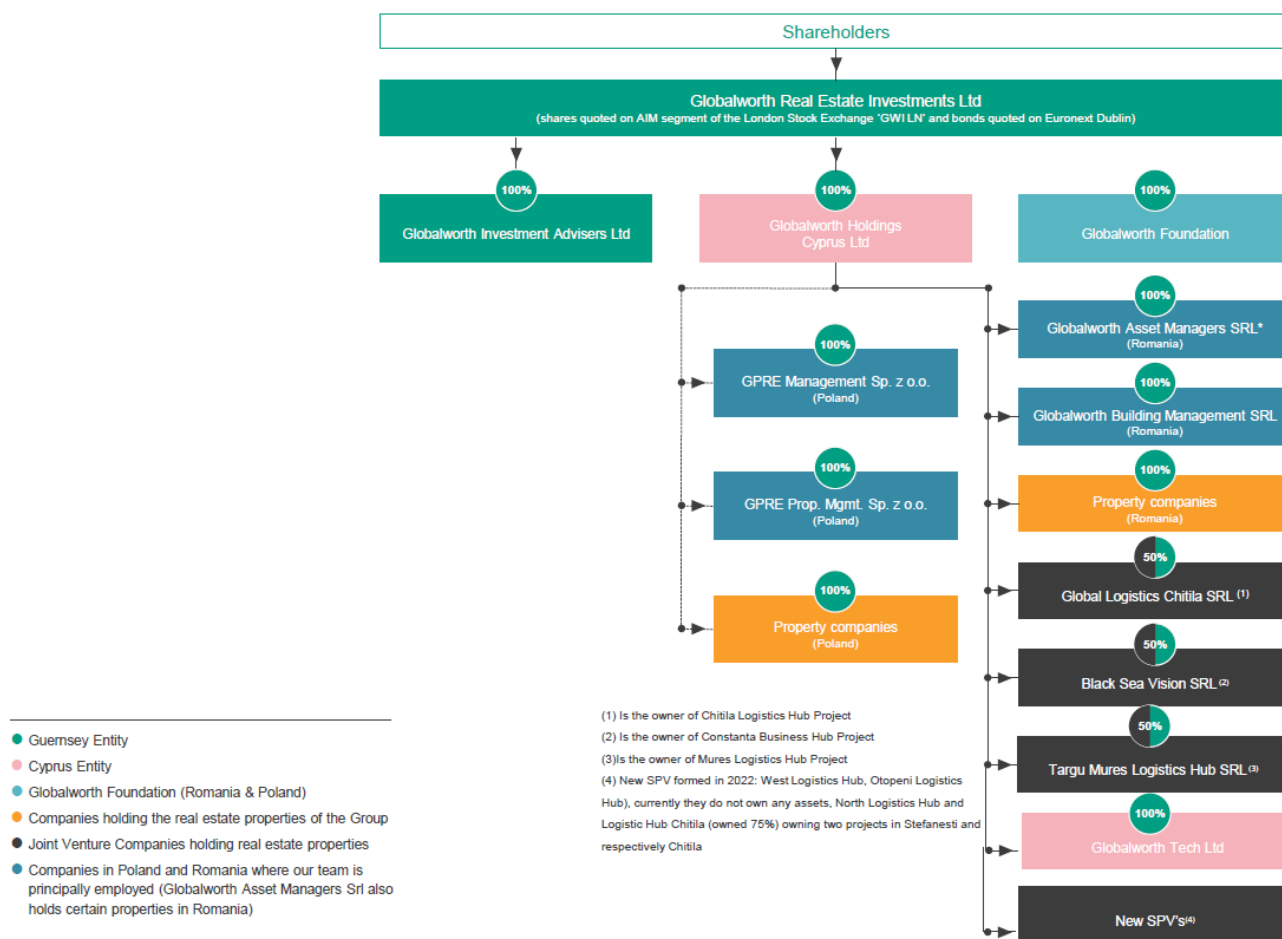 Shareholders
Globalworth Real Estate Investments Ltd
(shares quoted on AIM segment of the London Stock Exchange 'GWI LN' and bonds quoted on Euronext Dublin)
100%
Globalworth Investment Advisers Ltd
100%
Globalworth Holdings
Cyprus Ltd
100%
Globalworth Foundation
100%
GPRE Management Sp. z o.o.
(Poland)
100%
GPRE Prop. Mgmt. Sp. z o.o.
(Poland)
100%
Property companies
(Poland)
100%
Globalworth Asset Managers SRL*
(Romania)
100%
Globalworth Building Management SRL
(Romania)
100%
Property companies
(Romania)
50%
Global Logistics Chitila SRL (1)
50%
Black Sea Vision SRL(2)
50%
Targu Mures Logistics Hub SRL(3)
100%
Globalworth Tech Ltd
New SPV's(4)
(1) Is the owner of Chitila Logistics Hub Project
(2) Is the owner of Constanta Business Hub Project
(3)Is the owner of Mures Logistics Hub Project
(4) New SPV formed in 2022: West Logistics Hub, Otopeni Logistics
Hub), currently they do not own any assets, North Logistics Hub and
Logistic Hub Chitila (owned 75%) owning two projects in Stefanesti and
respectively Chitila
Guernsey Entity
Cyprus Entity
Globalworth Foundation (Romania & Poland)
Companies holding the real estate properties of the Group
Joint Venture Companies holding real estate properties
Companies in Poland and Romania where our team is
principally employed (Globalworth Asset Managers Srl also
holds certain properties in Romania)